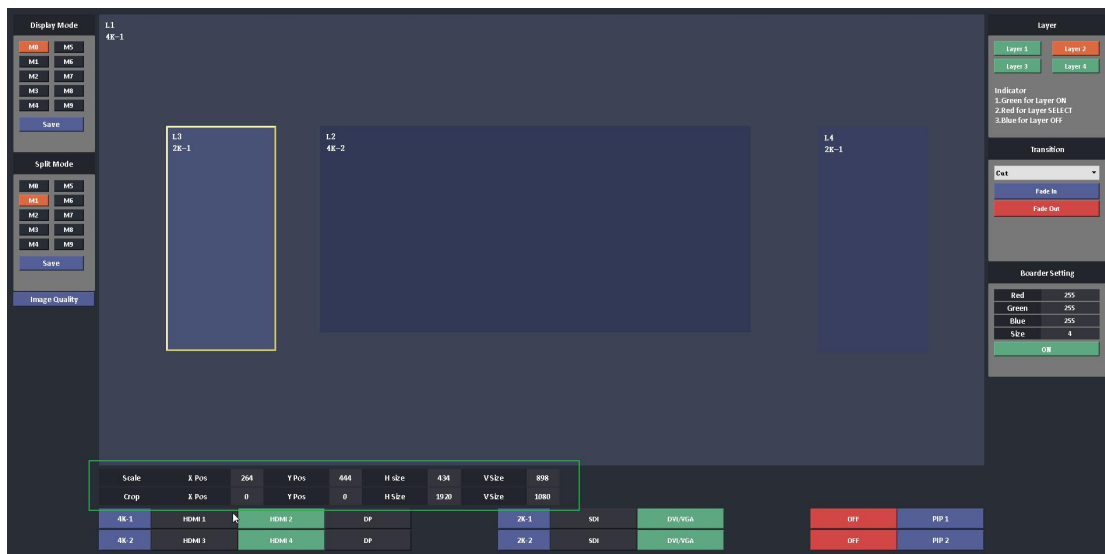 Display Mode
M0 M5
M1 M6
M2 M7
M3 M8
M4 M9
Save
Split Mode
M0 M5
M1 M6
M2 M7
M3 M8
M4 M9
Save
Image Quality
L1
4K-1
L3
2K-1
L2
4K-2
L4
2K-1
Scale X Pos 264 Y Pos 444 H size 434 V Size 898
Crop X Pos 0 Y Pos 0 H Size 1920 V Size 1080
4K-1 HDMI 1 HDMI 2 DP 2K-1 SDI DVI/VGA OFF PIP 1
4K-2 HDMI 3 HDMI 4 DP 2K-2 SDI DVI/VGA OFF PIP 2
Layer
Layer 1 Layer 2
Layer 3 Layer 4
Indicator
1.Green for Layer ON
2.Red for Layer SELECT
3.Blue for Layer OFF
Transition
Cut
Fade In
Fade Out
Boarder Setting
Red 255
Green 255
Blue 255
Size 4
ON